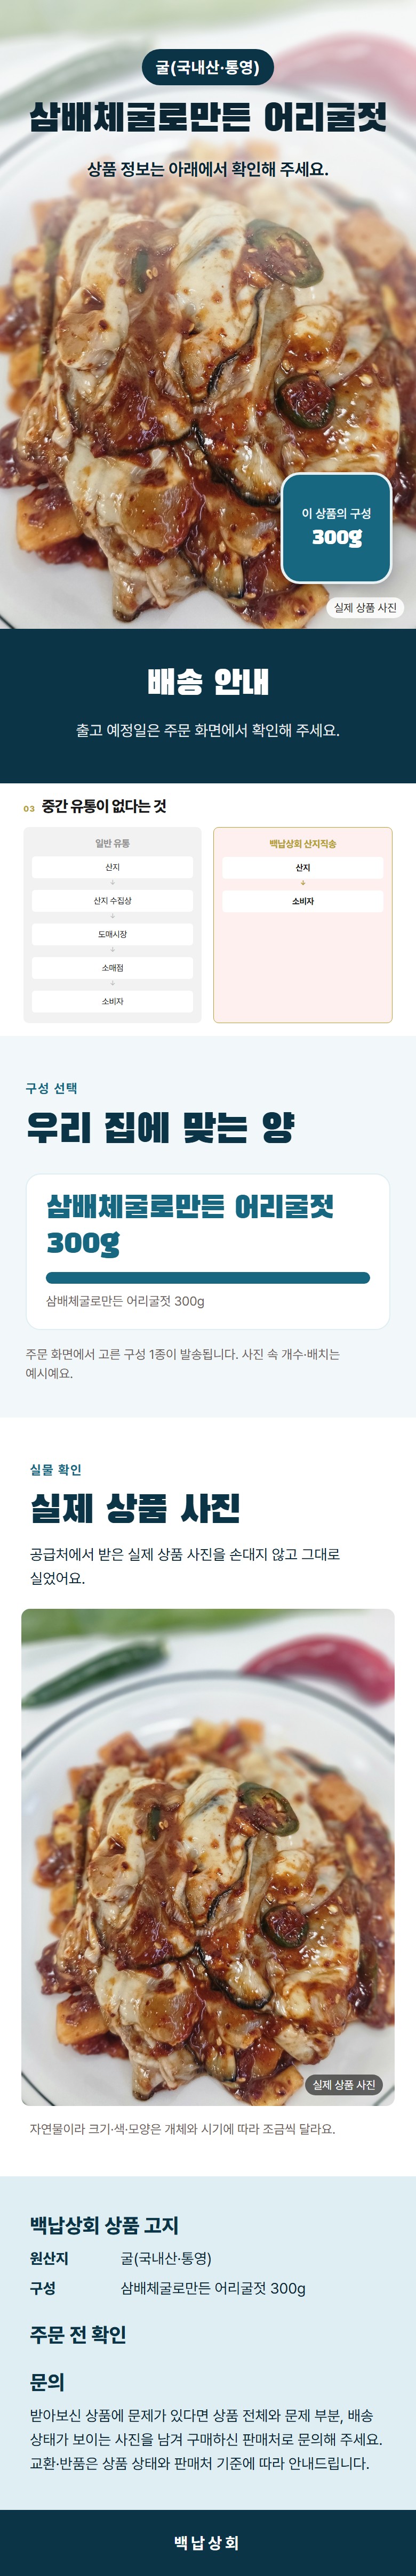 굴(국내산·통영)
삼배체굴로만든 어리굴젓
상품 정보는 아래에서 확인해 주세요.
이 상품의 구성
300g
실제 상품 사진
배송 안내
출고 예정일은 주문 화면에서 확인해 주세요.
03 중간 유통이 없다는 것
일반 유통
산지
↓
산지 수집상
↓
도매시장
↓
소매점
↓
소비자
백납상회 산지직송
산지
↓
소비자
구성 선택
우리 집에 맞는 양
삼배체굴로만든 어리굴젓
300g
삼배체굴로만든 어리굴젓 300g
주문 화면에서 고른 구성 1종이 발송됩니다. 사진 속 개수·배치는
예시예요.
실물 확인
실제 상품 사진
공급처에서 받은 실제 상품 사진을 손대지 않고 그대로
실었어요.
실제 상품 사진
자연물이라 크기·색·모양은 개체와 시기에 따라 조금씩 달라요.
백납상회 상품 고지
원산지 굴(국내산·통영)
구성 삼배체굴로만든 어리굴젓 300g
주문 전 확인
문의
받아보신 상품에 문제가 있다면 상품 전체와 문제 부분, 배송
상태가 보이는 사진을 남겨 구매하신 판매처로 문의해 주세요.
교환·반품은 상품 상태와 판매처 기준에 따라 안내드립니다.
백납상회